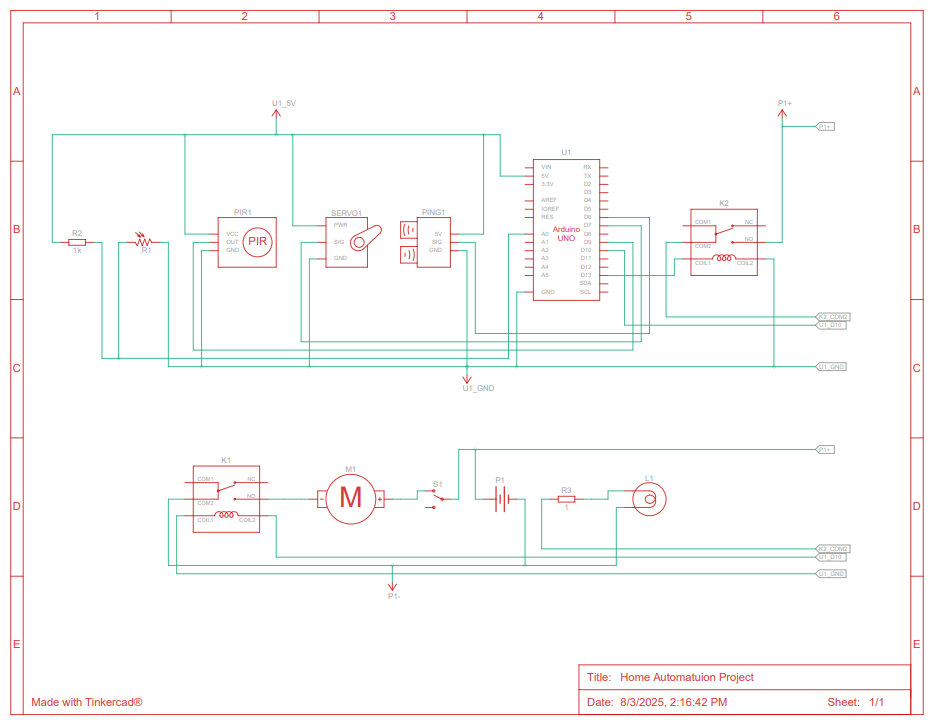 1 2 3 4 5 6
A A
U1_5V P1+
P1+
U1
VIN RX
5V TX
3.3V D2
D3
AREF D4
IOREF D5
RES D6
D7
A0 D8
A1 D9
A2 D10
A3 D11
A4 D12
A5 D13
SDA
GND SCL
Arduino
UNO
K2
COM1 NC
NO
COM2
COIL1 COIL2
B B
R2
1k
R1
PIR1
VCC
OUT
GND
PIR
SERVO1
PWR
SIG
GND
PING1
5V
SIG
GND
K2_COM2
U1_D10
C C
U1_GND
U1_GND
P1+
K1
COM1 NC
NO
COM2
COIL1 COIL2
M1
M
- +
S1
P1
R3
1
L1
D D
K2_COM2
U1_D10
U1_GND
P1-
E E
Title: Home Automatuion Project
Made with Tinkercad®
Date: 8/3/2025, 2:16:42 PM Sheet: 1/1